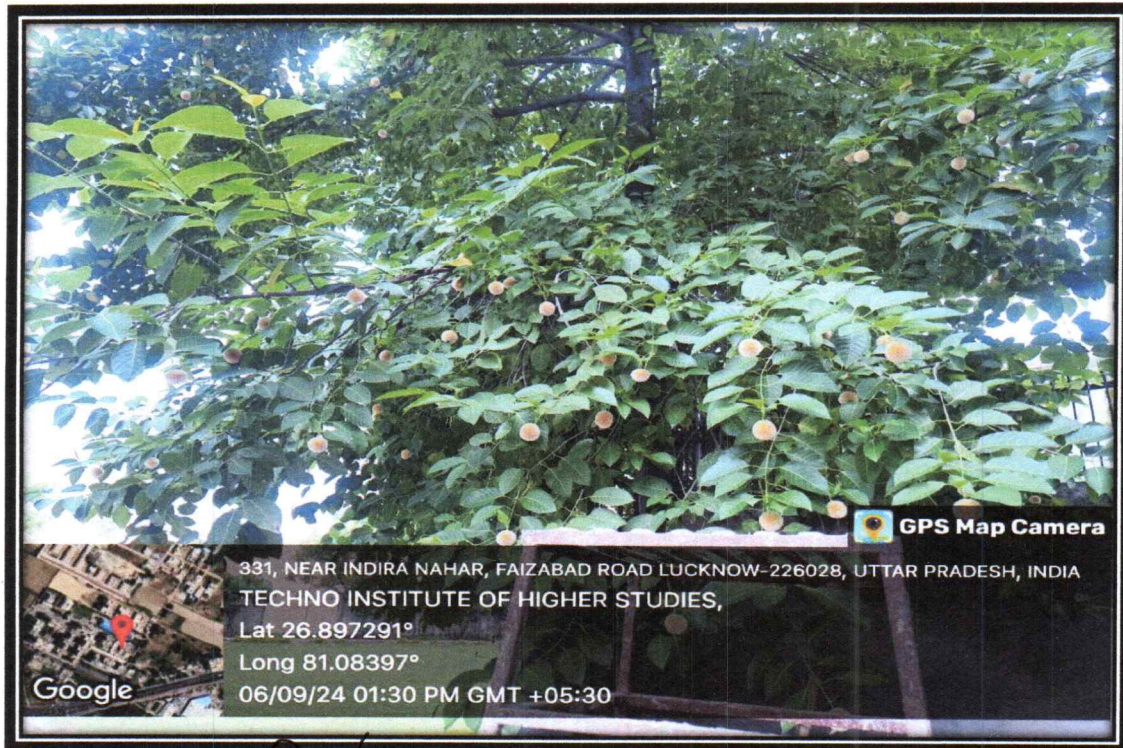 GPS Map Camera
331, NEAR INDIRA NAHAR, FAIZABAD ROAD LUCKNOW-226028, UTTAR PRADESH, INDIA
TECHNO INSTITUTE OF HIGHER STUDIES,
Lat 26.897291°
Long 81.08397°
06/09/24 01:30 PM GMT +05:30
Google